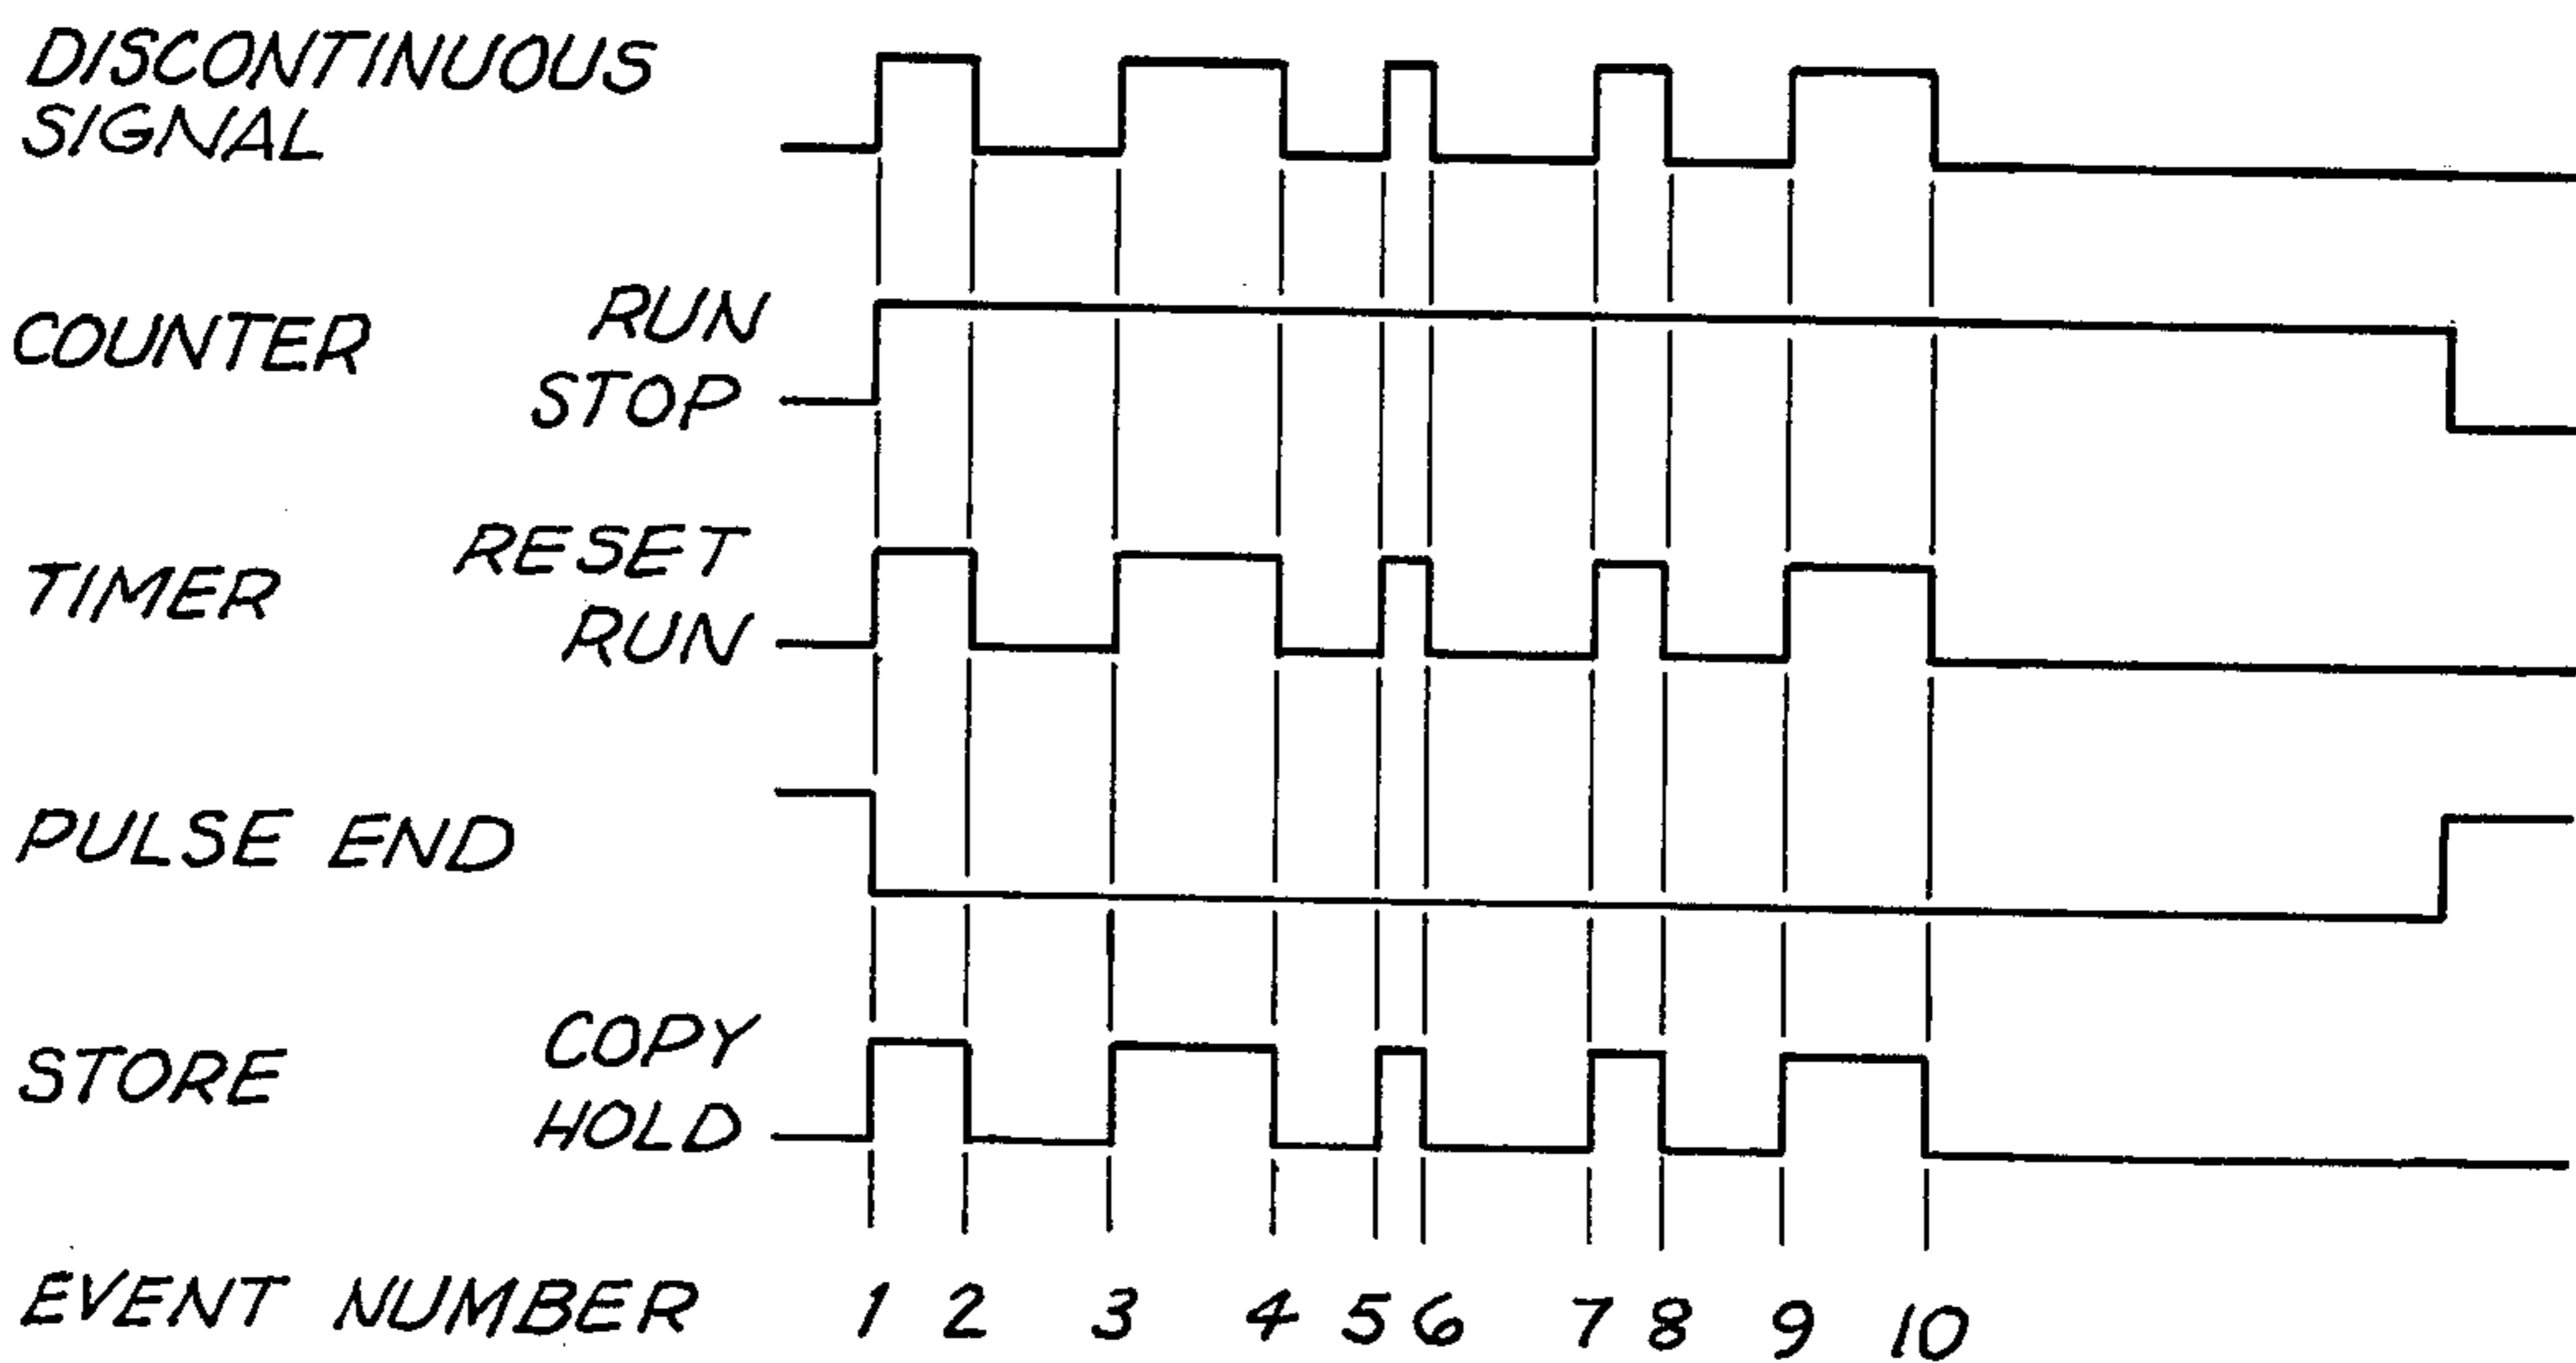 DISCONTINUOUS
SIGNAL
COUNTER RUN
STOP
TIMER RESET
RUN
PULSE END
STORE COPY
HOLD
EVENT NUMBER 1 2 3 4 5 6 7 8 9 10